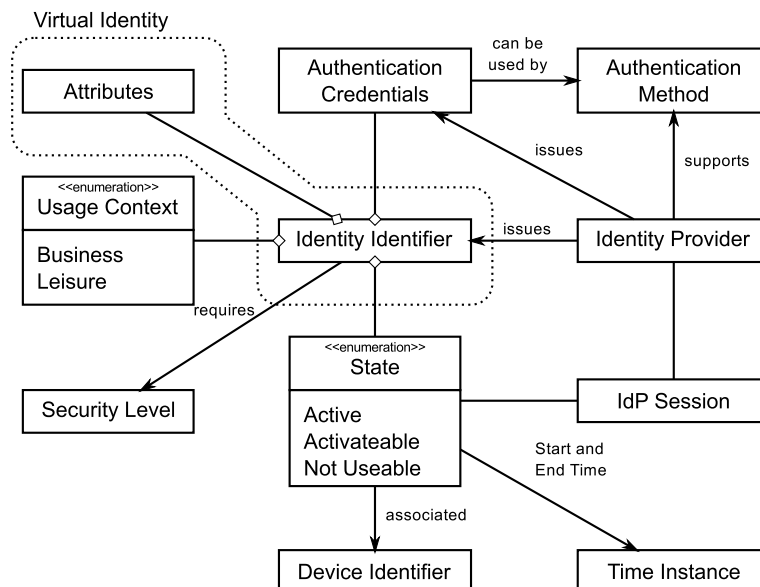 Virtual Identity
Attributes
Authentication
Credentials
can be
used by
Authentication
Method
issues
supports
<<enumeration>>
Usage Context
Business
Leisure
Identity Identifier
issues
Identity Provider
requires
<<enumeration>>
State
Active
Activateable
Not Useable
Security Level
IdP Session
Start and
End Time
associated
Device Identifier
Time Instance